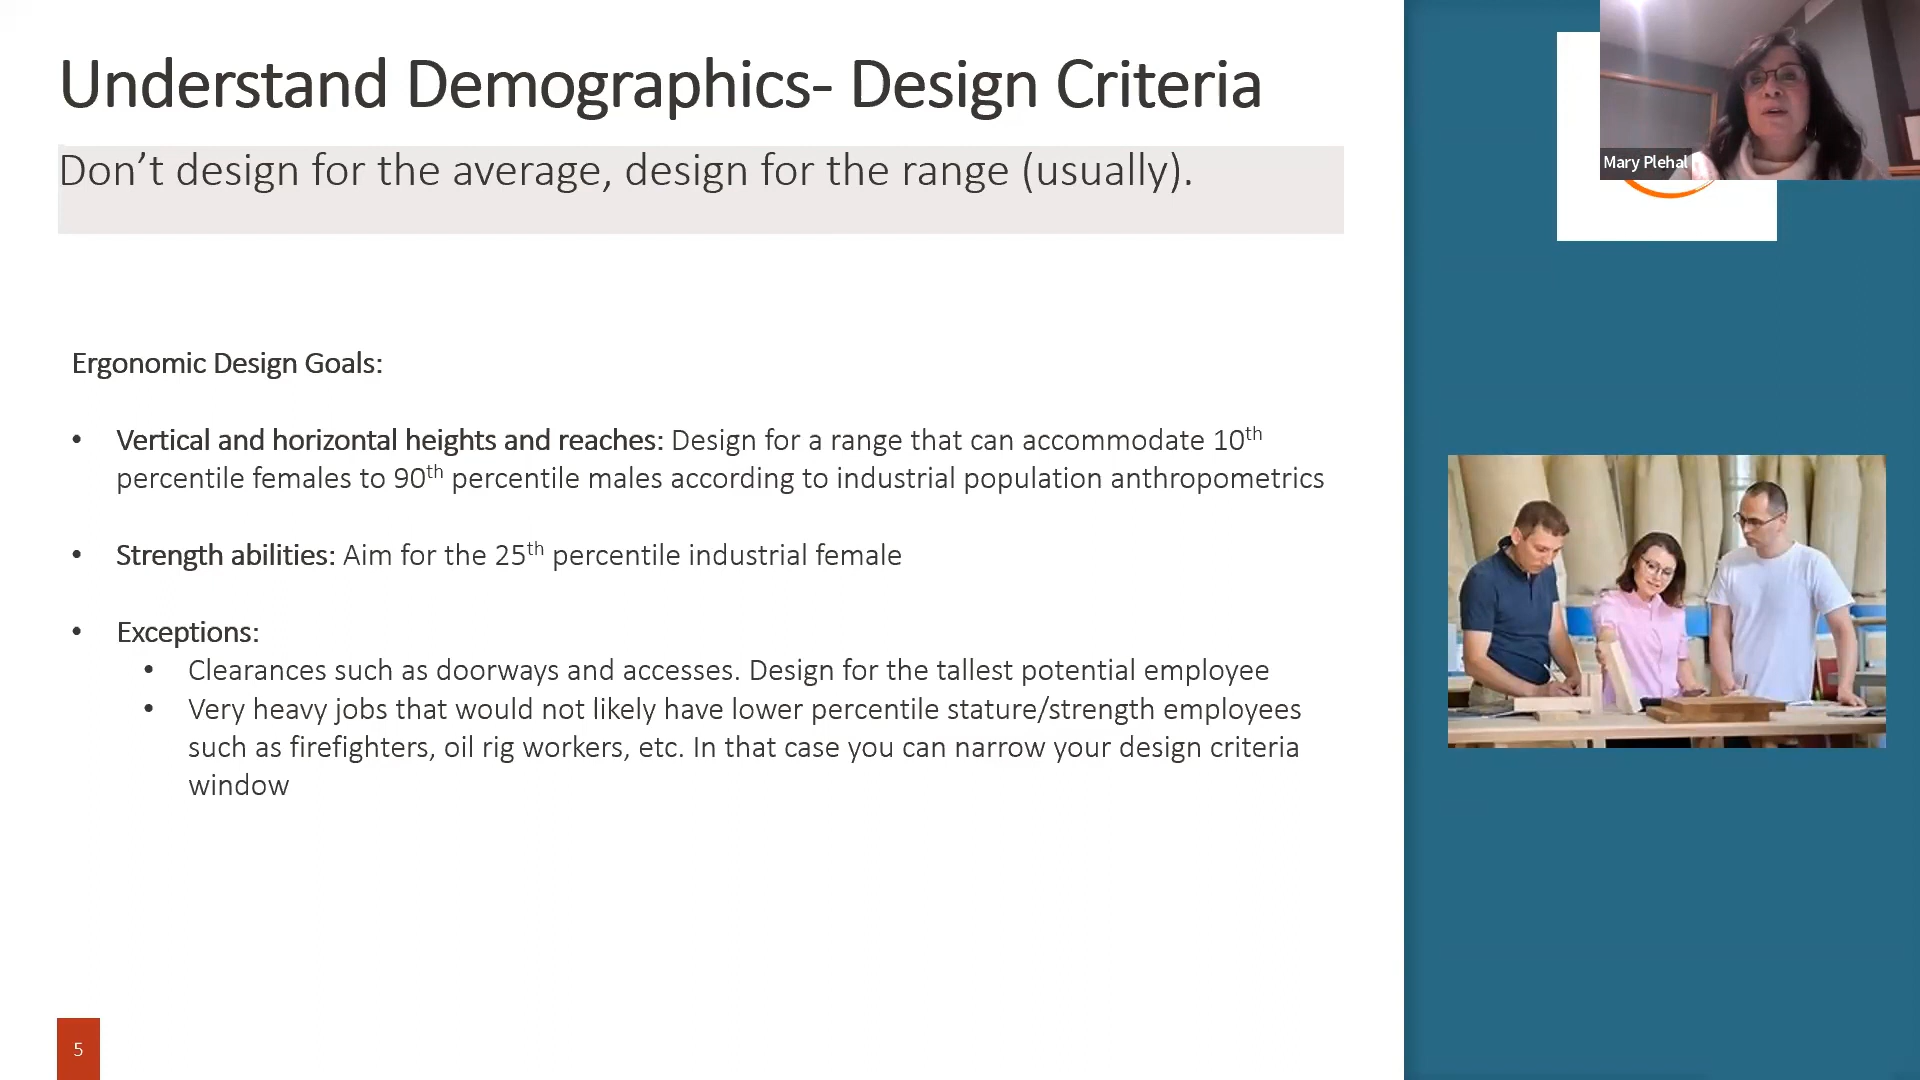 Understand Demographics- Design Criteria
Don’t design for the average, design for the range (usually).
Mary Plehal
Ergonomic Design Goals:
• Vertical and horizontal heights and reaches: Design for a range that can accommodate 10th
percentile females to 90th percentile males according to industrial population anthropometrics
• Strength abilities: Aim for the 25th percentile industrial female
• Exceptions:
• Clearances such as doorways and accesses. Design for the tallest potential employee
• Very heavy jobs that would not likely have lower percentile stature/strength employees
such as firefighters, oil rig workers, etc. In that case you can narrow your design criteria
window
5